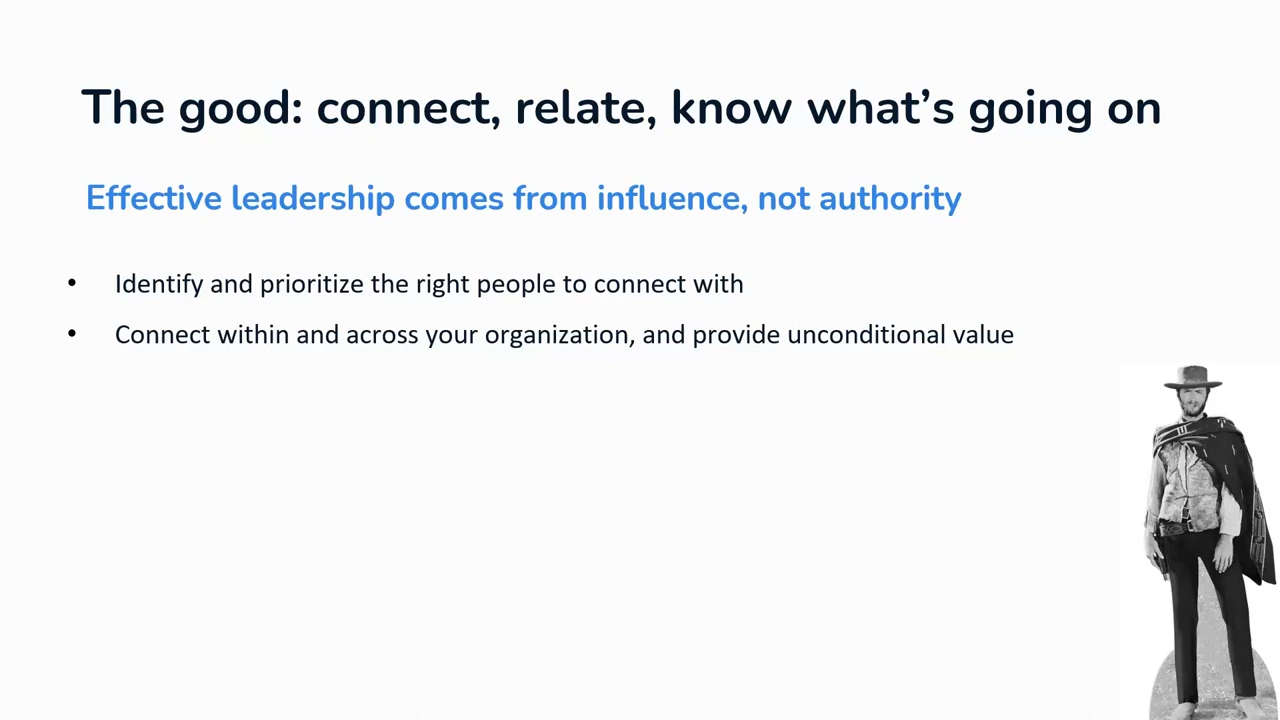 The good: connect, relate, know what’s going on
Effective leadership comes from influence, not authority
• Identify and prioritize the right people to connect with
• Connect within and across your organization, and provide unconditional value